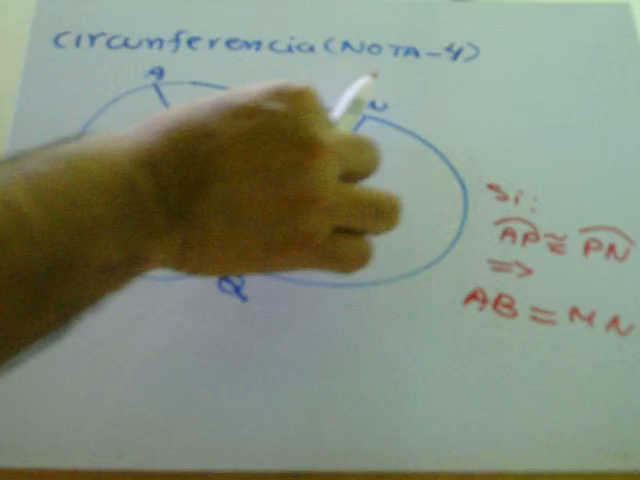 circunferencia (NOTA-4)
A
N
Q
Si:
AP ≅ PN
=>
AB = MN